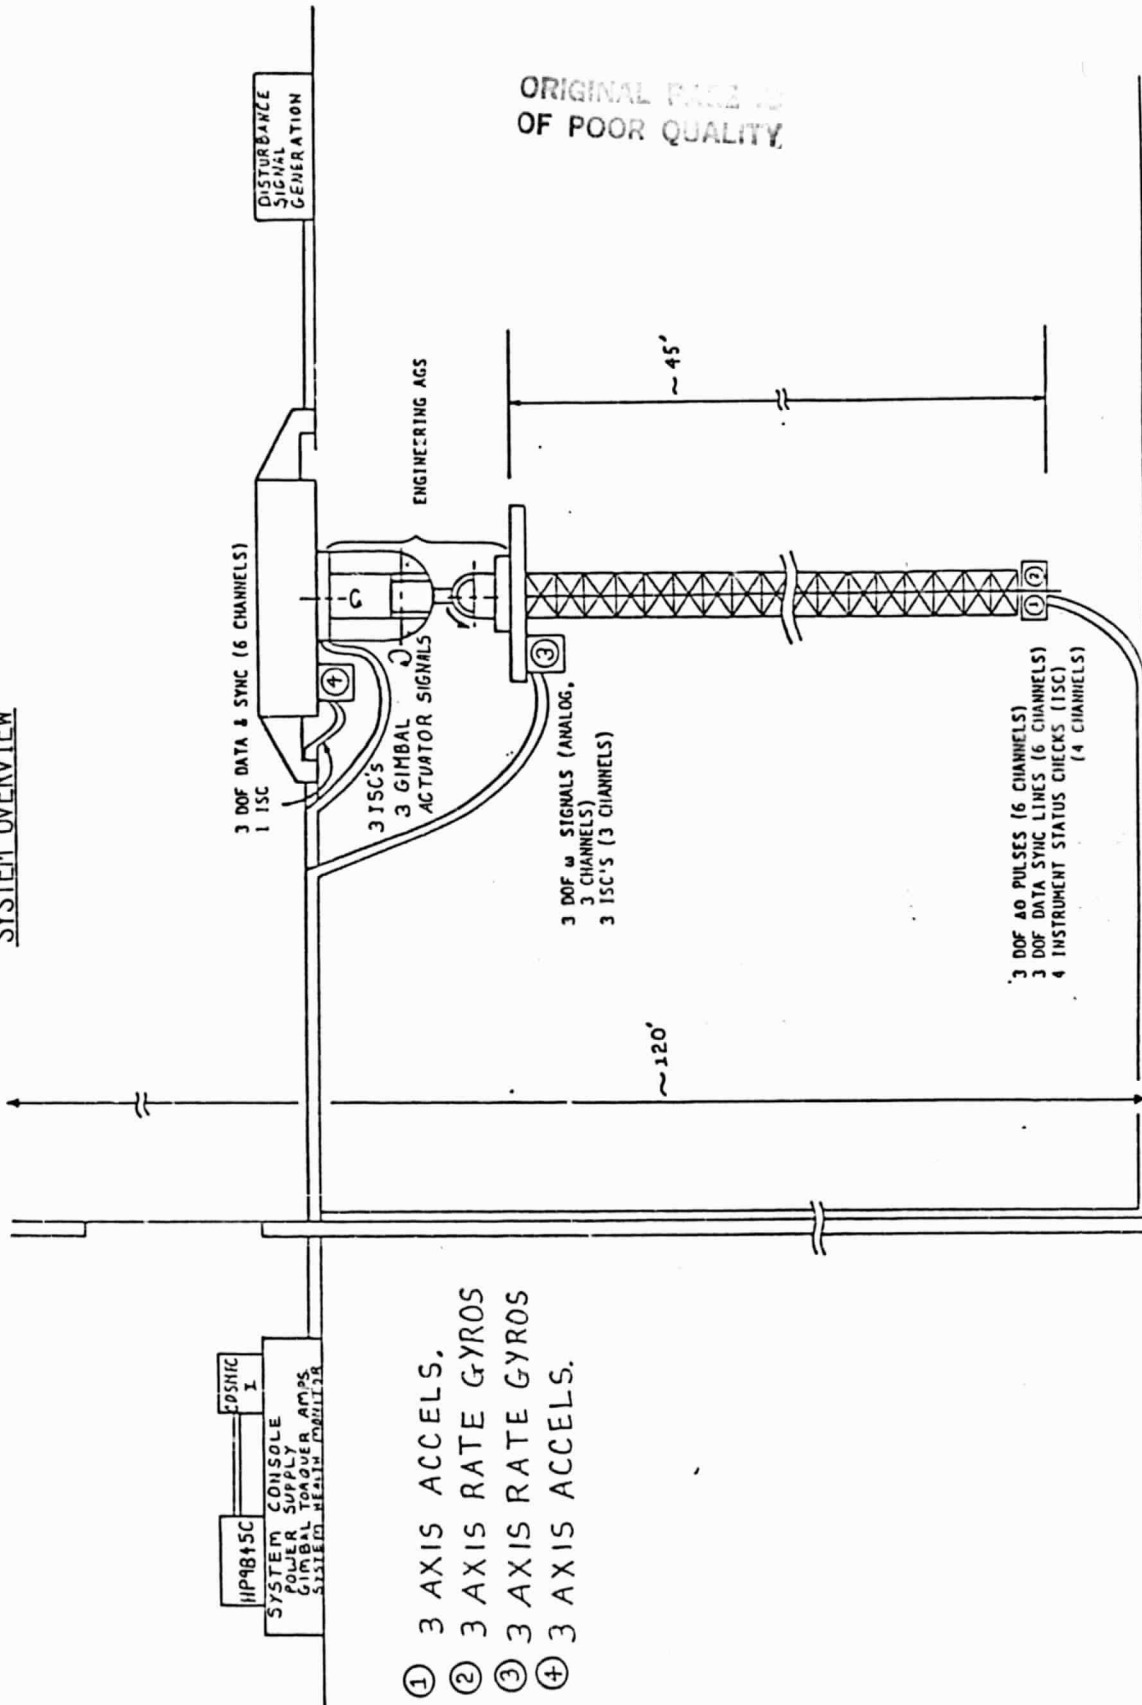 SYSTEM OVERVIEW
ORIGINAL PAGE IS
OF POOR QUALITY
DISTURBANCE
SIGNAL
GENERATION
3 DOF DATA & SYNC (6 CHANNELS)
1 ISC
ENGINEERING AGS
~45'
④
3 ISC'S
3 GIMBAL
ACTUATOR SIGNALS
③
3 DOF ω SIGNALS (ANALOG,
3 CHANNELS)
3 ISC'S (3 CHANNELS)
① ②
3 DOF ΔΘ PULSES (6 CHANNELS)
3 DOF DATA SYNC LINES (6 CHANNELS)
4 INSTRUMENT STATUS CHECKS (ISC)
(4 CHANNELS)
~120'
HP9845C
COSMIC
I
SYSTEM CONSOLE
POWER SUPPLY
GIMBAL TORQUER AMPS
SYSTEM HEALTH MONITOR
① 3 AXIS ACCELS.
② 3 AXIS RATE GYROS
③ 3 AXIS RATE GYROS
④ 3 AXIS ACCELS.